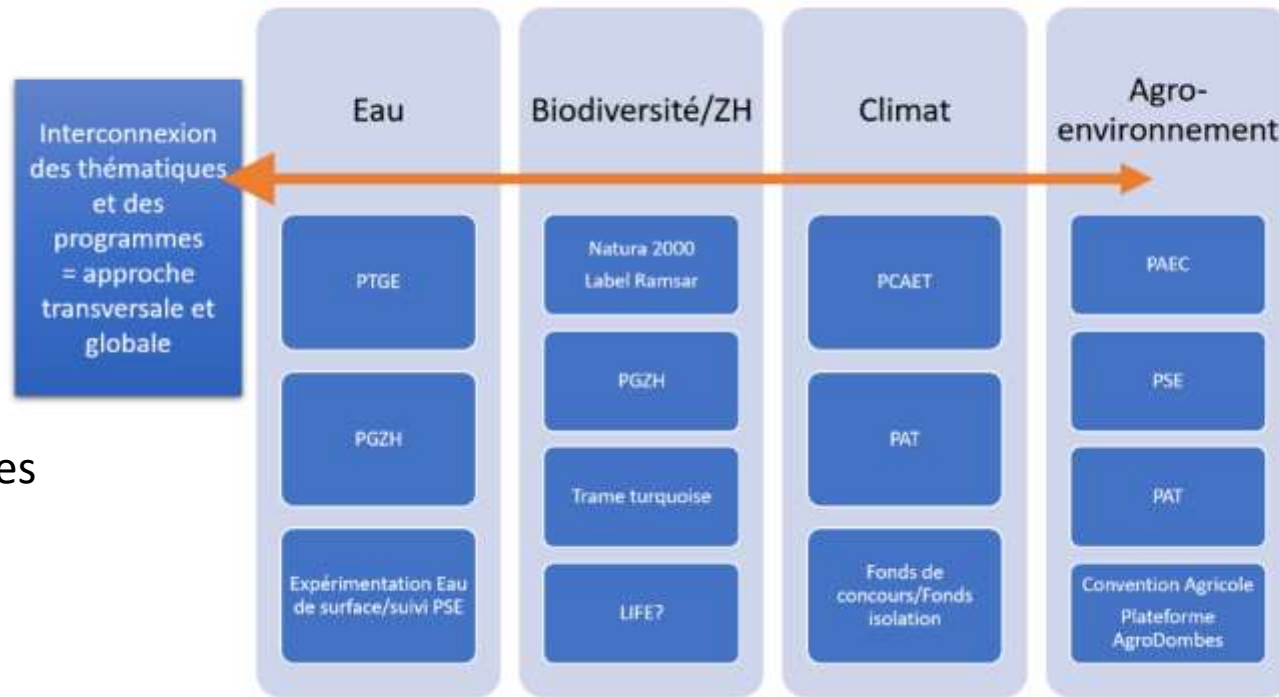 Interconnexion
des thématiques
et des
programmes
= approche
transversale et
globale
es
Eau
PTGE
PGZH
Expérimentation Eau
de surface/suivi PSE
Biodiversité/ZH
Natura 2000
Label Ramsar
PGZH
Trame turquoise
LIFE?
Climat
PCAET
PAT
Fonds de
concours/Fonds
isolation
Agro-
environnement
PAEC
PSE
PAT
Convention Agricole
Plateforme
AgroDombes